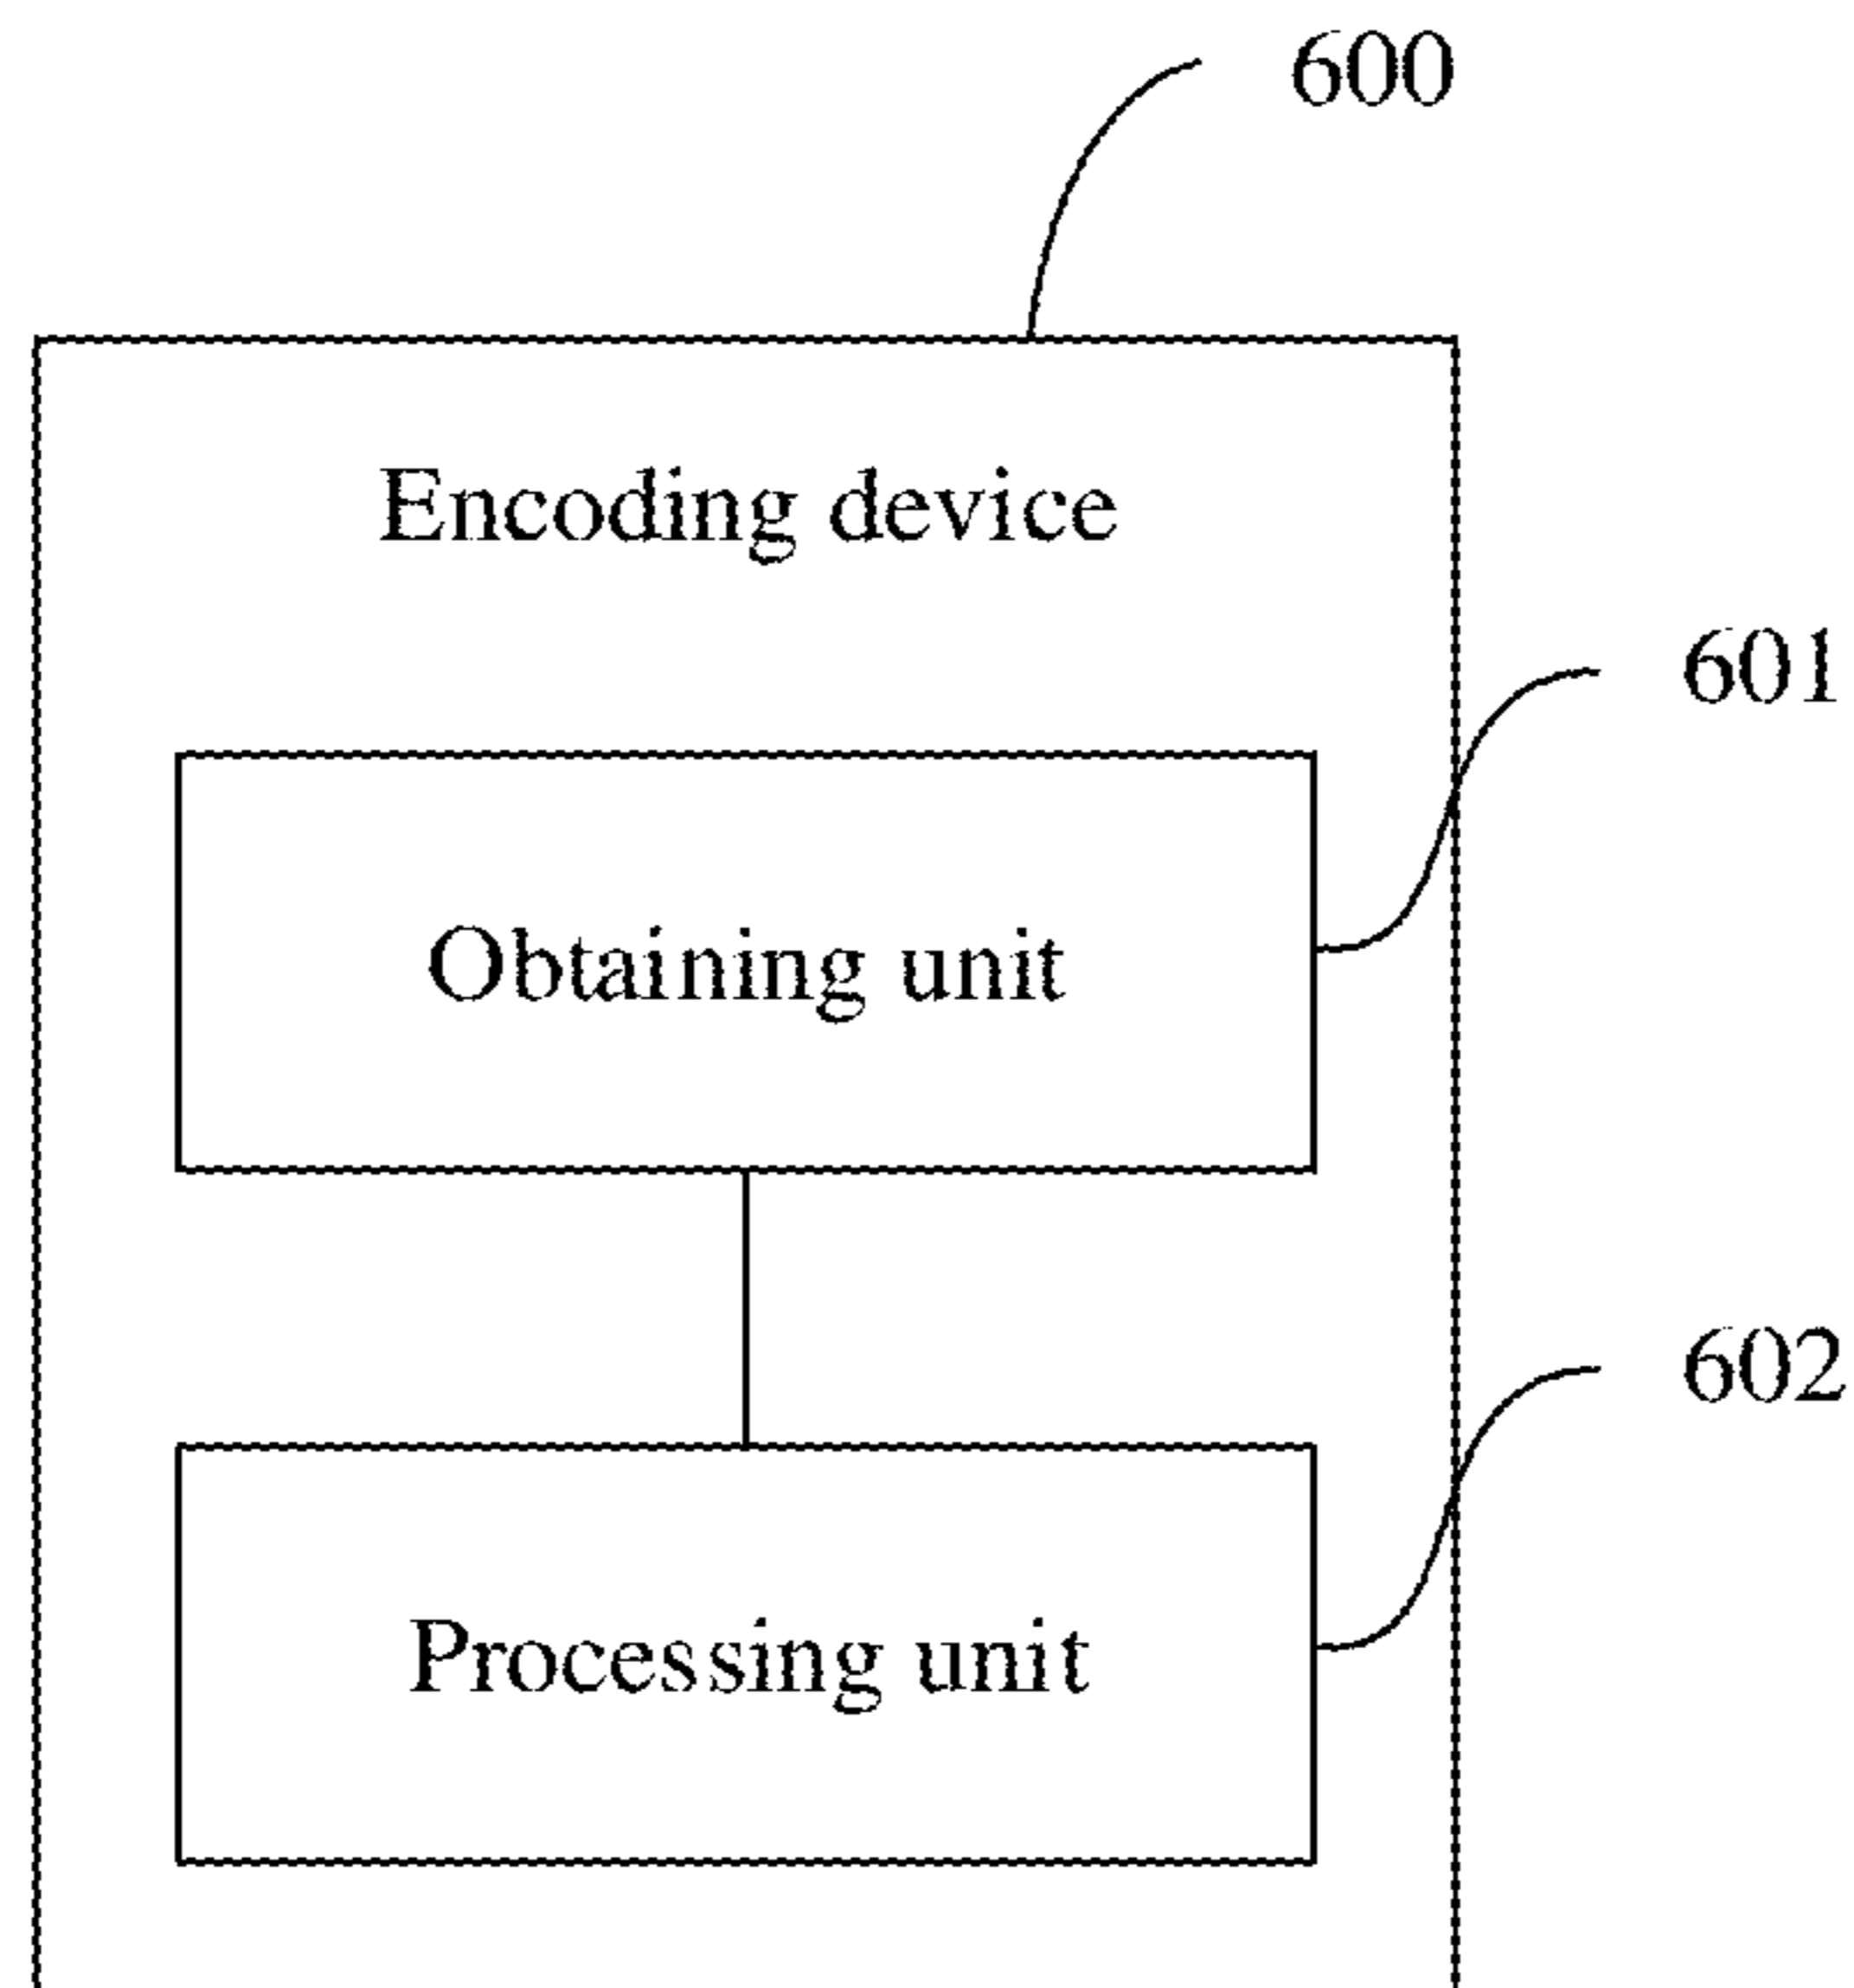 600
Encoding device
601
Obtaining unit
602
Processing unit